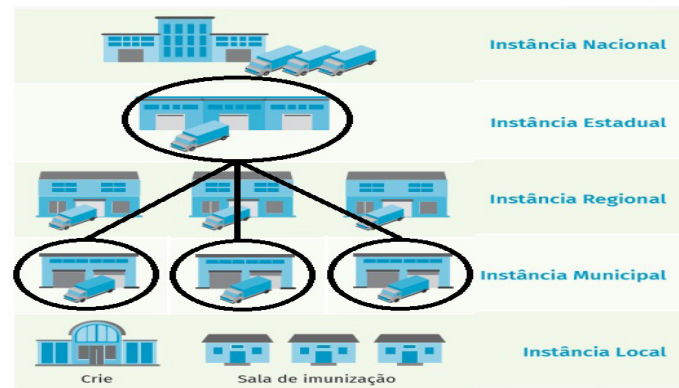 Instância Nacional
Instância Estadual
Instância Regional
Instância Municipal
Instância Local
Crie
Sala de imunização